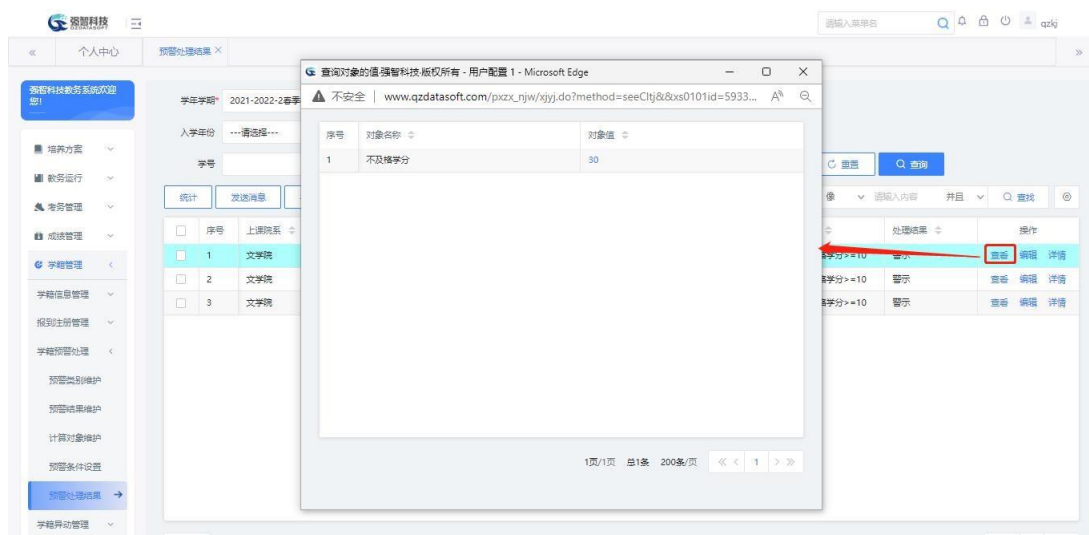 强智科技
QZDATASOFT
请输入菜单名
qzkj
个人中心
预警处理结果 ×
强智科技教务系统欢迎
您!
培养方案
教务运行
考务管理
成绩管理
学籍管理
学籍信息管理
报到注册管理
学籍预警处理
预警类别维护
预警结果维护
计算对象维护
预警条件设置
预警处理结果
学籍异动管理
学年学期* 2021-2022-2春季
入学年份 ---请选择---
学号
重置 查询
统计 发送消息
像 请输入内容 并且 查找
序号 上课院系 处理结果 操作
1 文学院 格学分>=10 警示 查看 编辑 详情
2 文学院 格学分>=10 警示 查看 编辑 详情
3 文学院 格学分>=10 警示 查看 编辑 详情
查询对象的值-强智科技-版权所有 - 用户配置 1 - Microsoft Edge
不安全 | www.qzdatasoft.com/pxzx_njw/xjyj.do?method=seeCltj&&xs0101id=5933...
序号 对象名称 对象值
1 不及格学分 30
1页/1页 总1条 200条/页 1